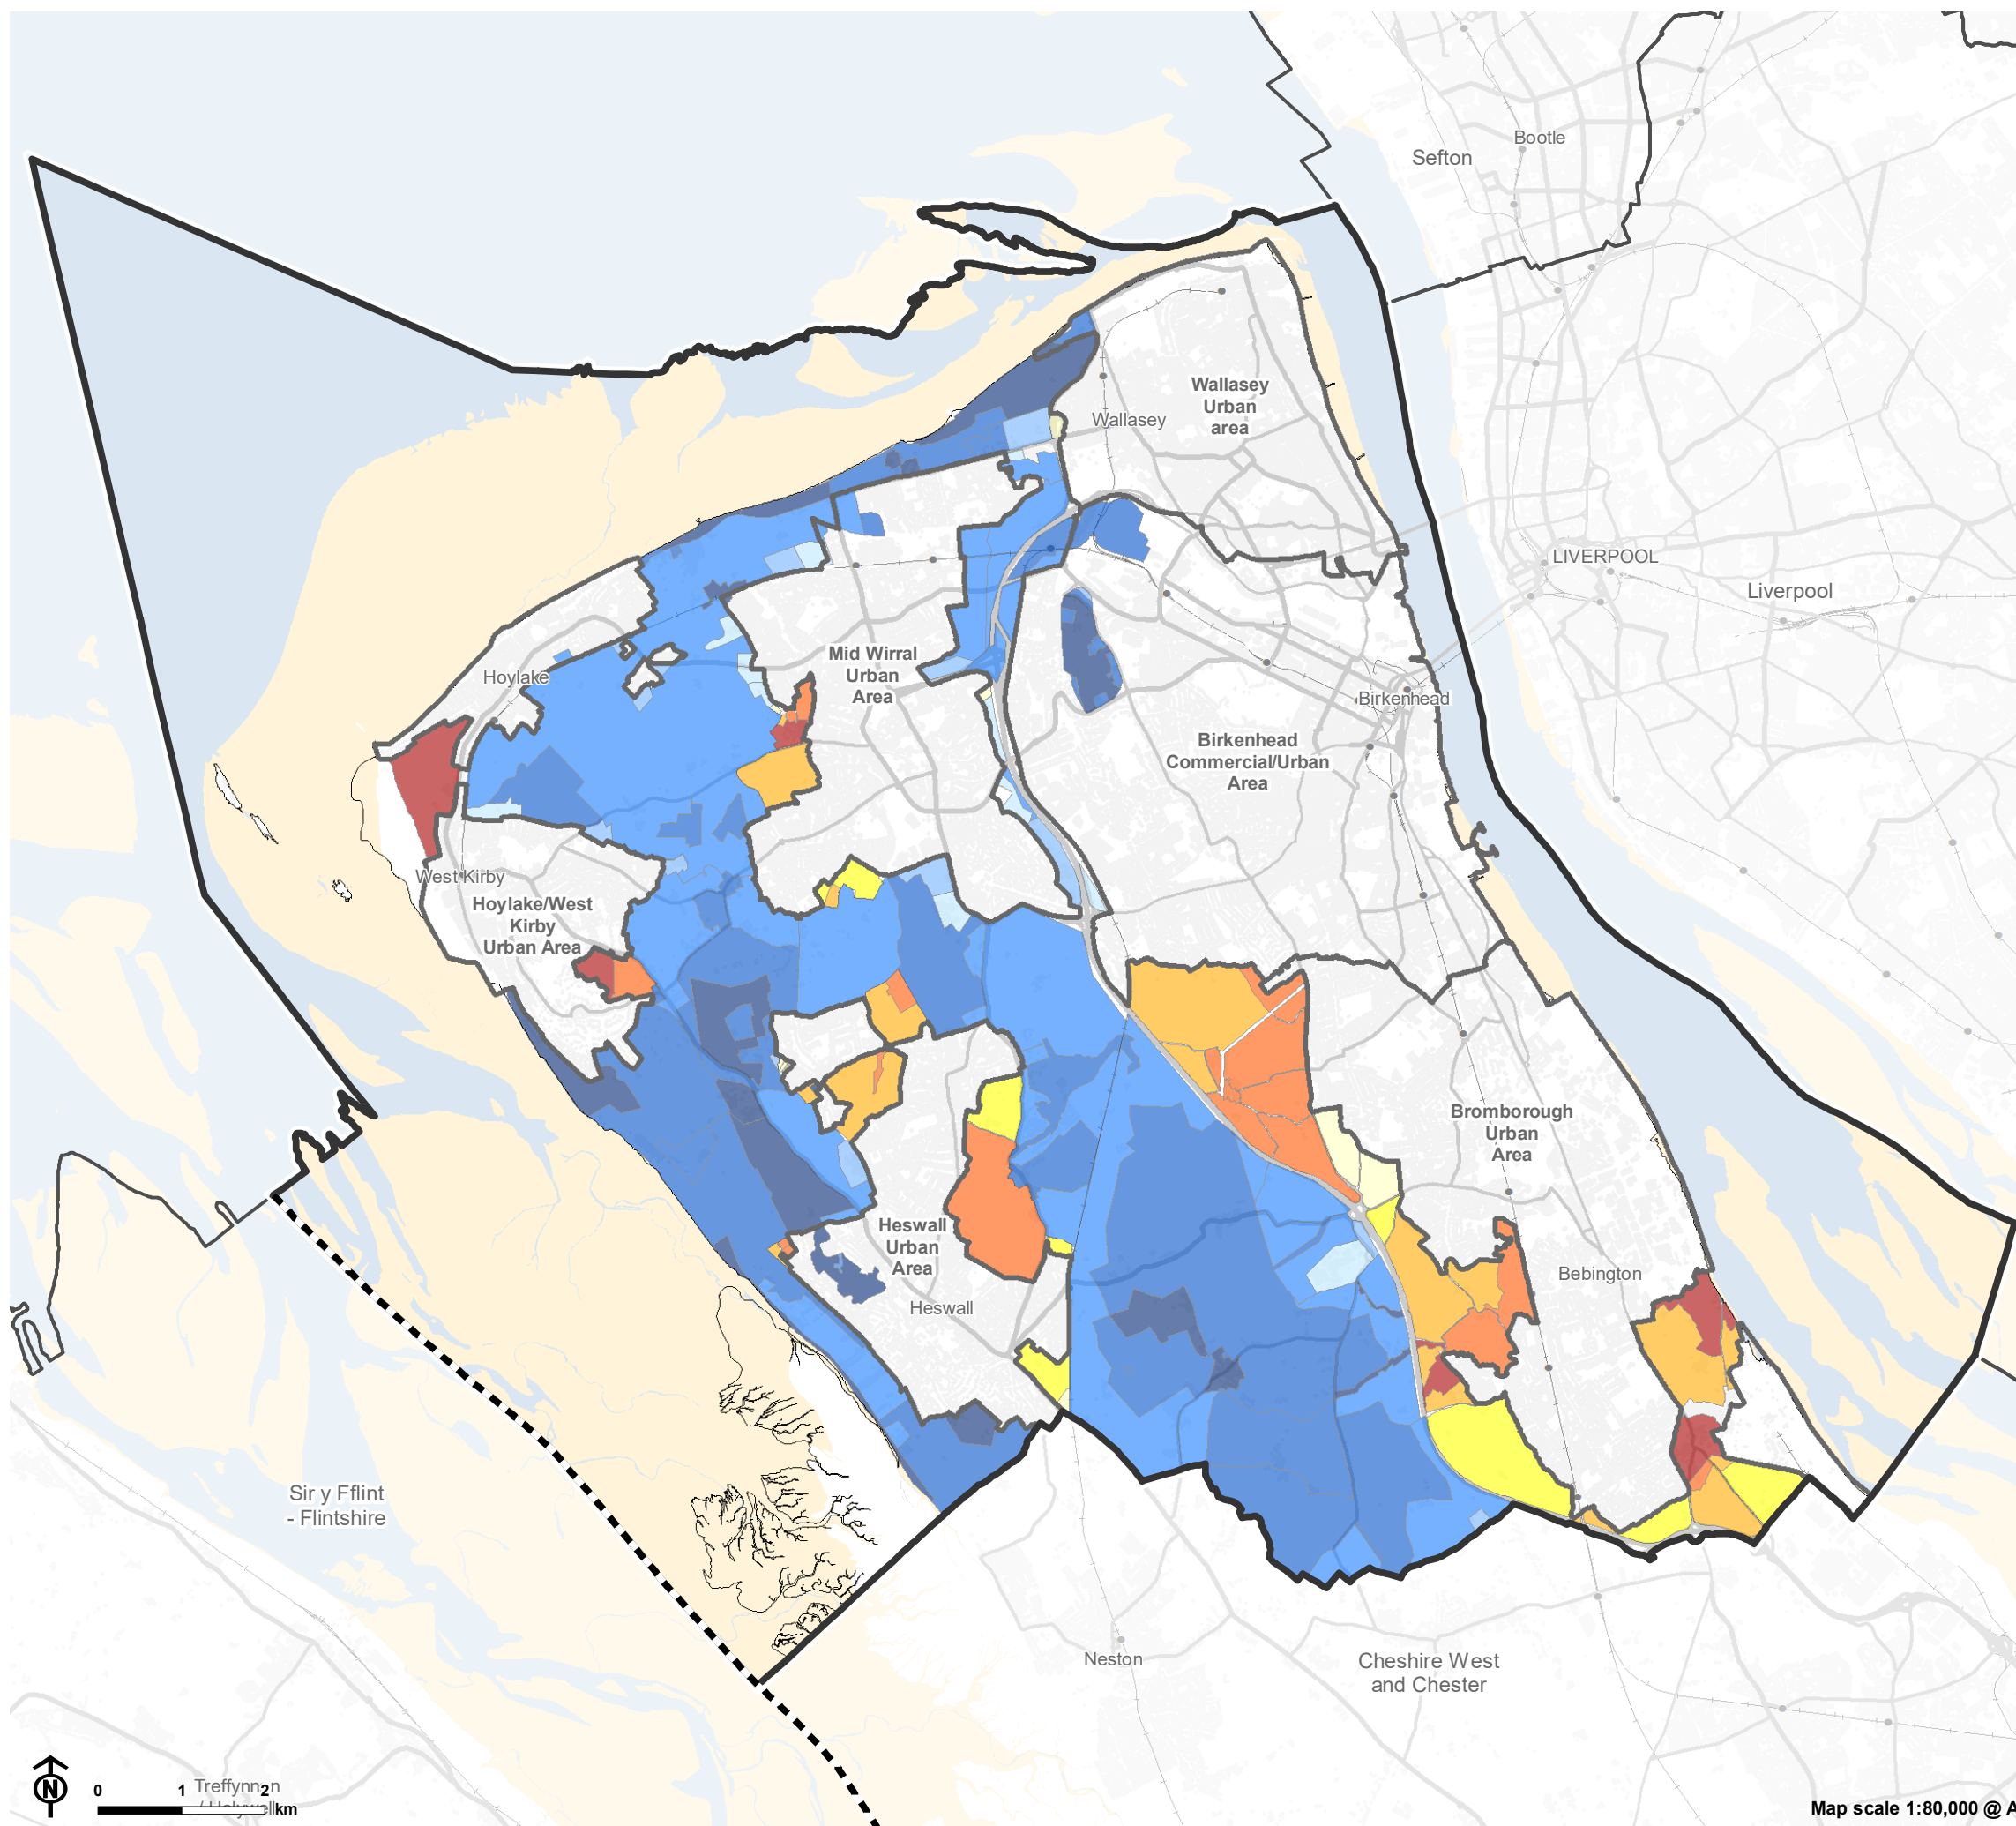 Bootle
Sefton
Wallasey
Urban
area
Wallasey
LIVERPOOL
Liverpool
Mid Wirral
Urban
Area
Hoylake
Birkenhead
Birkenhead
Commercial/Urban
Area
West Kirby
Hoylake/West
Kirby
Urban Area
Bromborough
Urban
Area
Heswall
Urban
Area
Bebington
Heswall
Sir y Fflint
- Flintshire
Neston
Cheshire West
and Chester
N
0 1 2
km
Treffynnon
/ Holywell
Map scale 1:80,000 @ A